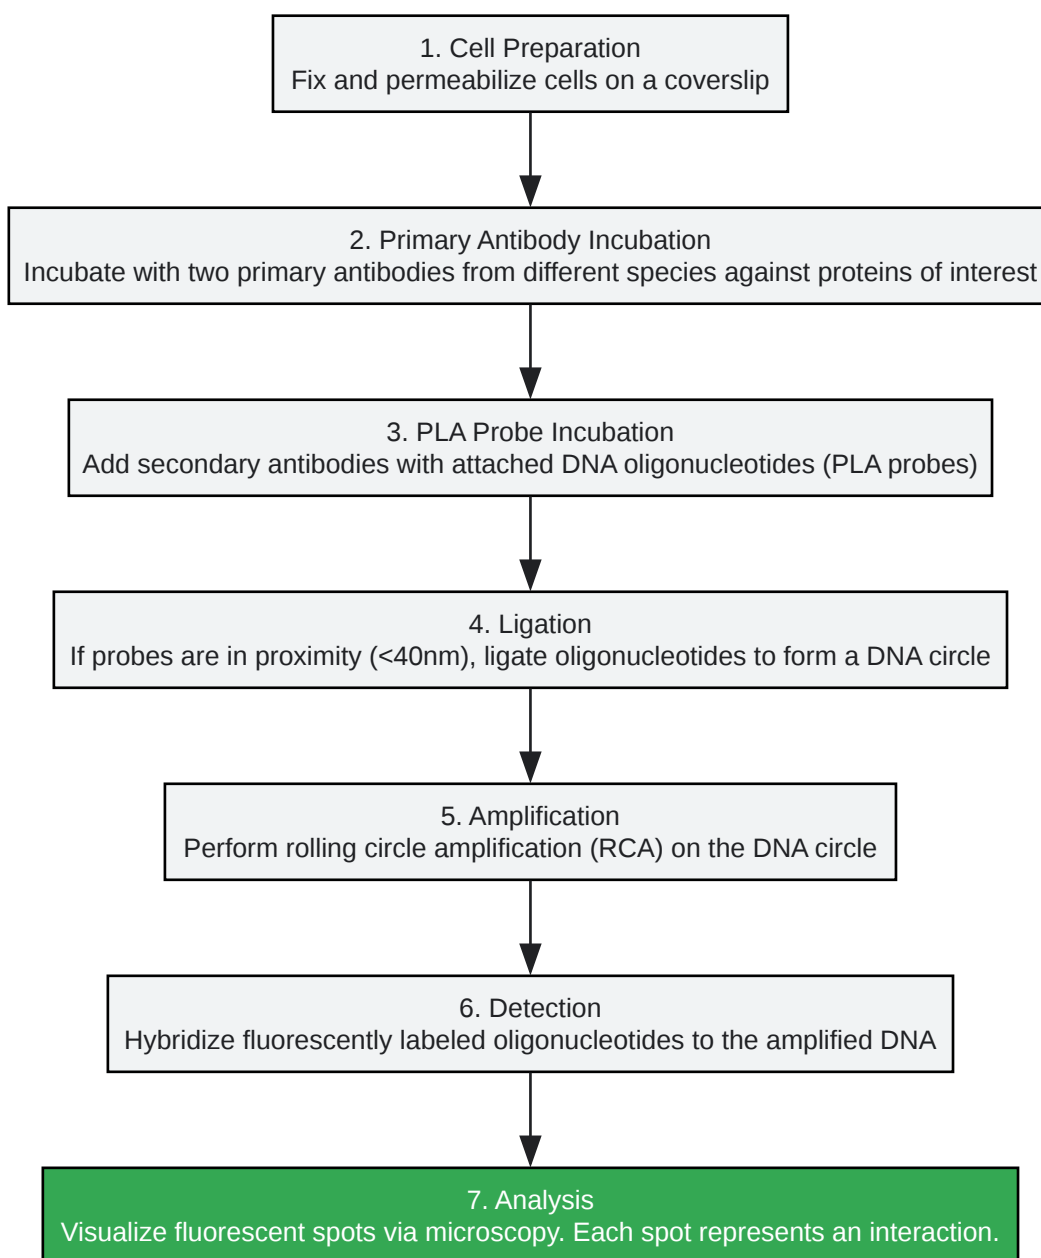 1. Cell Preparation
Fix and permeabilize cells on a coverslip
2. Primary Antibody Incubation
Incubate with two primary antibodies from different species against proteins of interest
3. PLA Probe Incubation
Add secondary antibodies with attached DNA oligonucleotides (PLA probes)
4. Ligation
If probes are in proximity (<40nm), ligate oligonucleotides to form a DNA circle
5. Amplification
Perform rolling circle amplification (RCA) on the DNA circle
6. Detection
Hybridize fluorescently labeled oligonucleotides to the amplified DNA
7. Analysis
Visualize fluorescent spots via microscopy. Each spot represents an interaction.